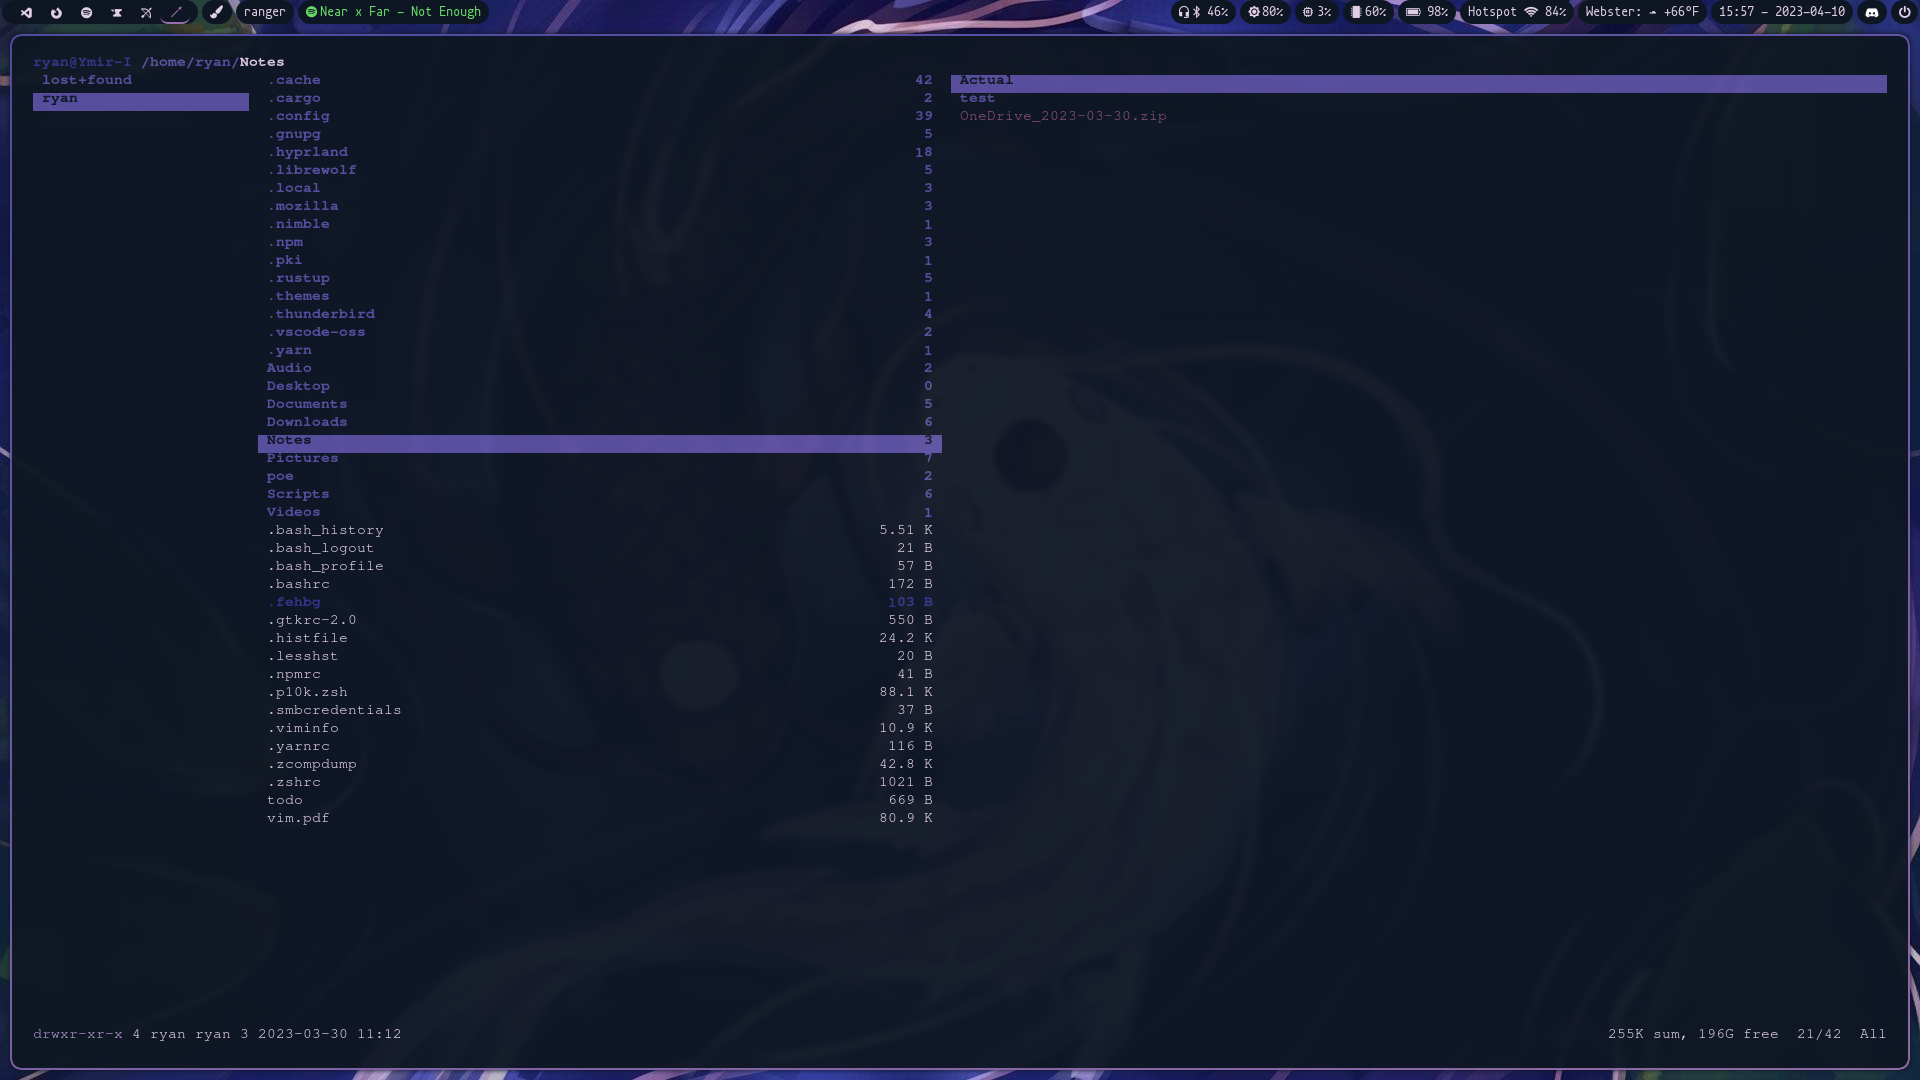 ranger
Near x Far - Not Enough
46%
80%
3%
60%
98%
Hotspot 84%
Webster: +66°F
15:57 - 2023-04-10
ryan@Ymir-I /home/ryan/Notes
lost+found
ryan
.cache 42
.cargo 2
.config 39
.gnupg 5
.hyprland 18
.librewolf 5
.local 3
.mozilla 3
.nimble 1
.npm 3
.pki 1
.rustup 5
.themes 1
.thunderbird 4
.vscode-oss 2
.yarn 1
Audio 2
Desktop 0
Documents 5
Downloads 6
Notes 3
Pictures 7
poe 2
Scripts 6
Videos 1
.bash_history 5.51 K
.bash_logout 21 B
.bash_profile 57 B
.bashrc 172 B
.fehbg 103 B
.gtkrc-2.0 550 B
.histfile 24.2 K
.lesshst 20 B
.npmrc 41 B
.p10k.zsh 88.1 K
.smbcredentials 37 B
.viminfo 10.9 K
.yarnrc 116 B
.zcompdump 42.8 K
.zshrc 1021 B
todo 669 B
vim.pdf 80.9 K
Actual
test
OneDrive_2023-03-30.zip
drwxr-xr-x 4 ryan ryan 3 2023-03-30 11:12
255K sum, 196G free 21/42 All